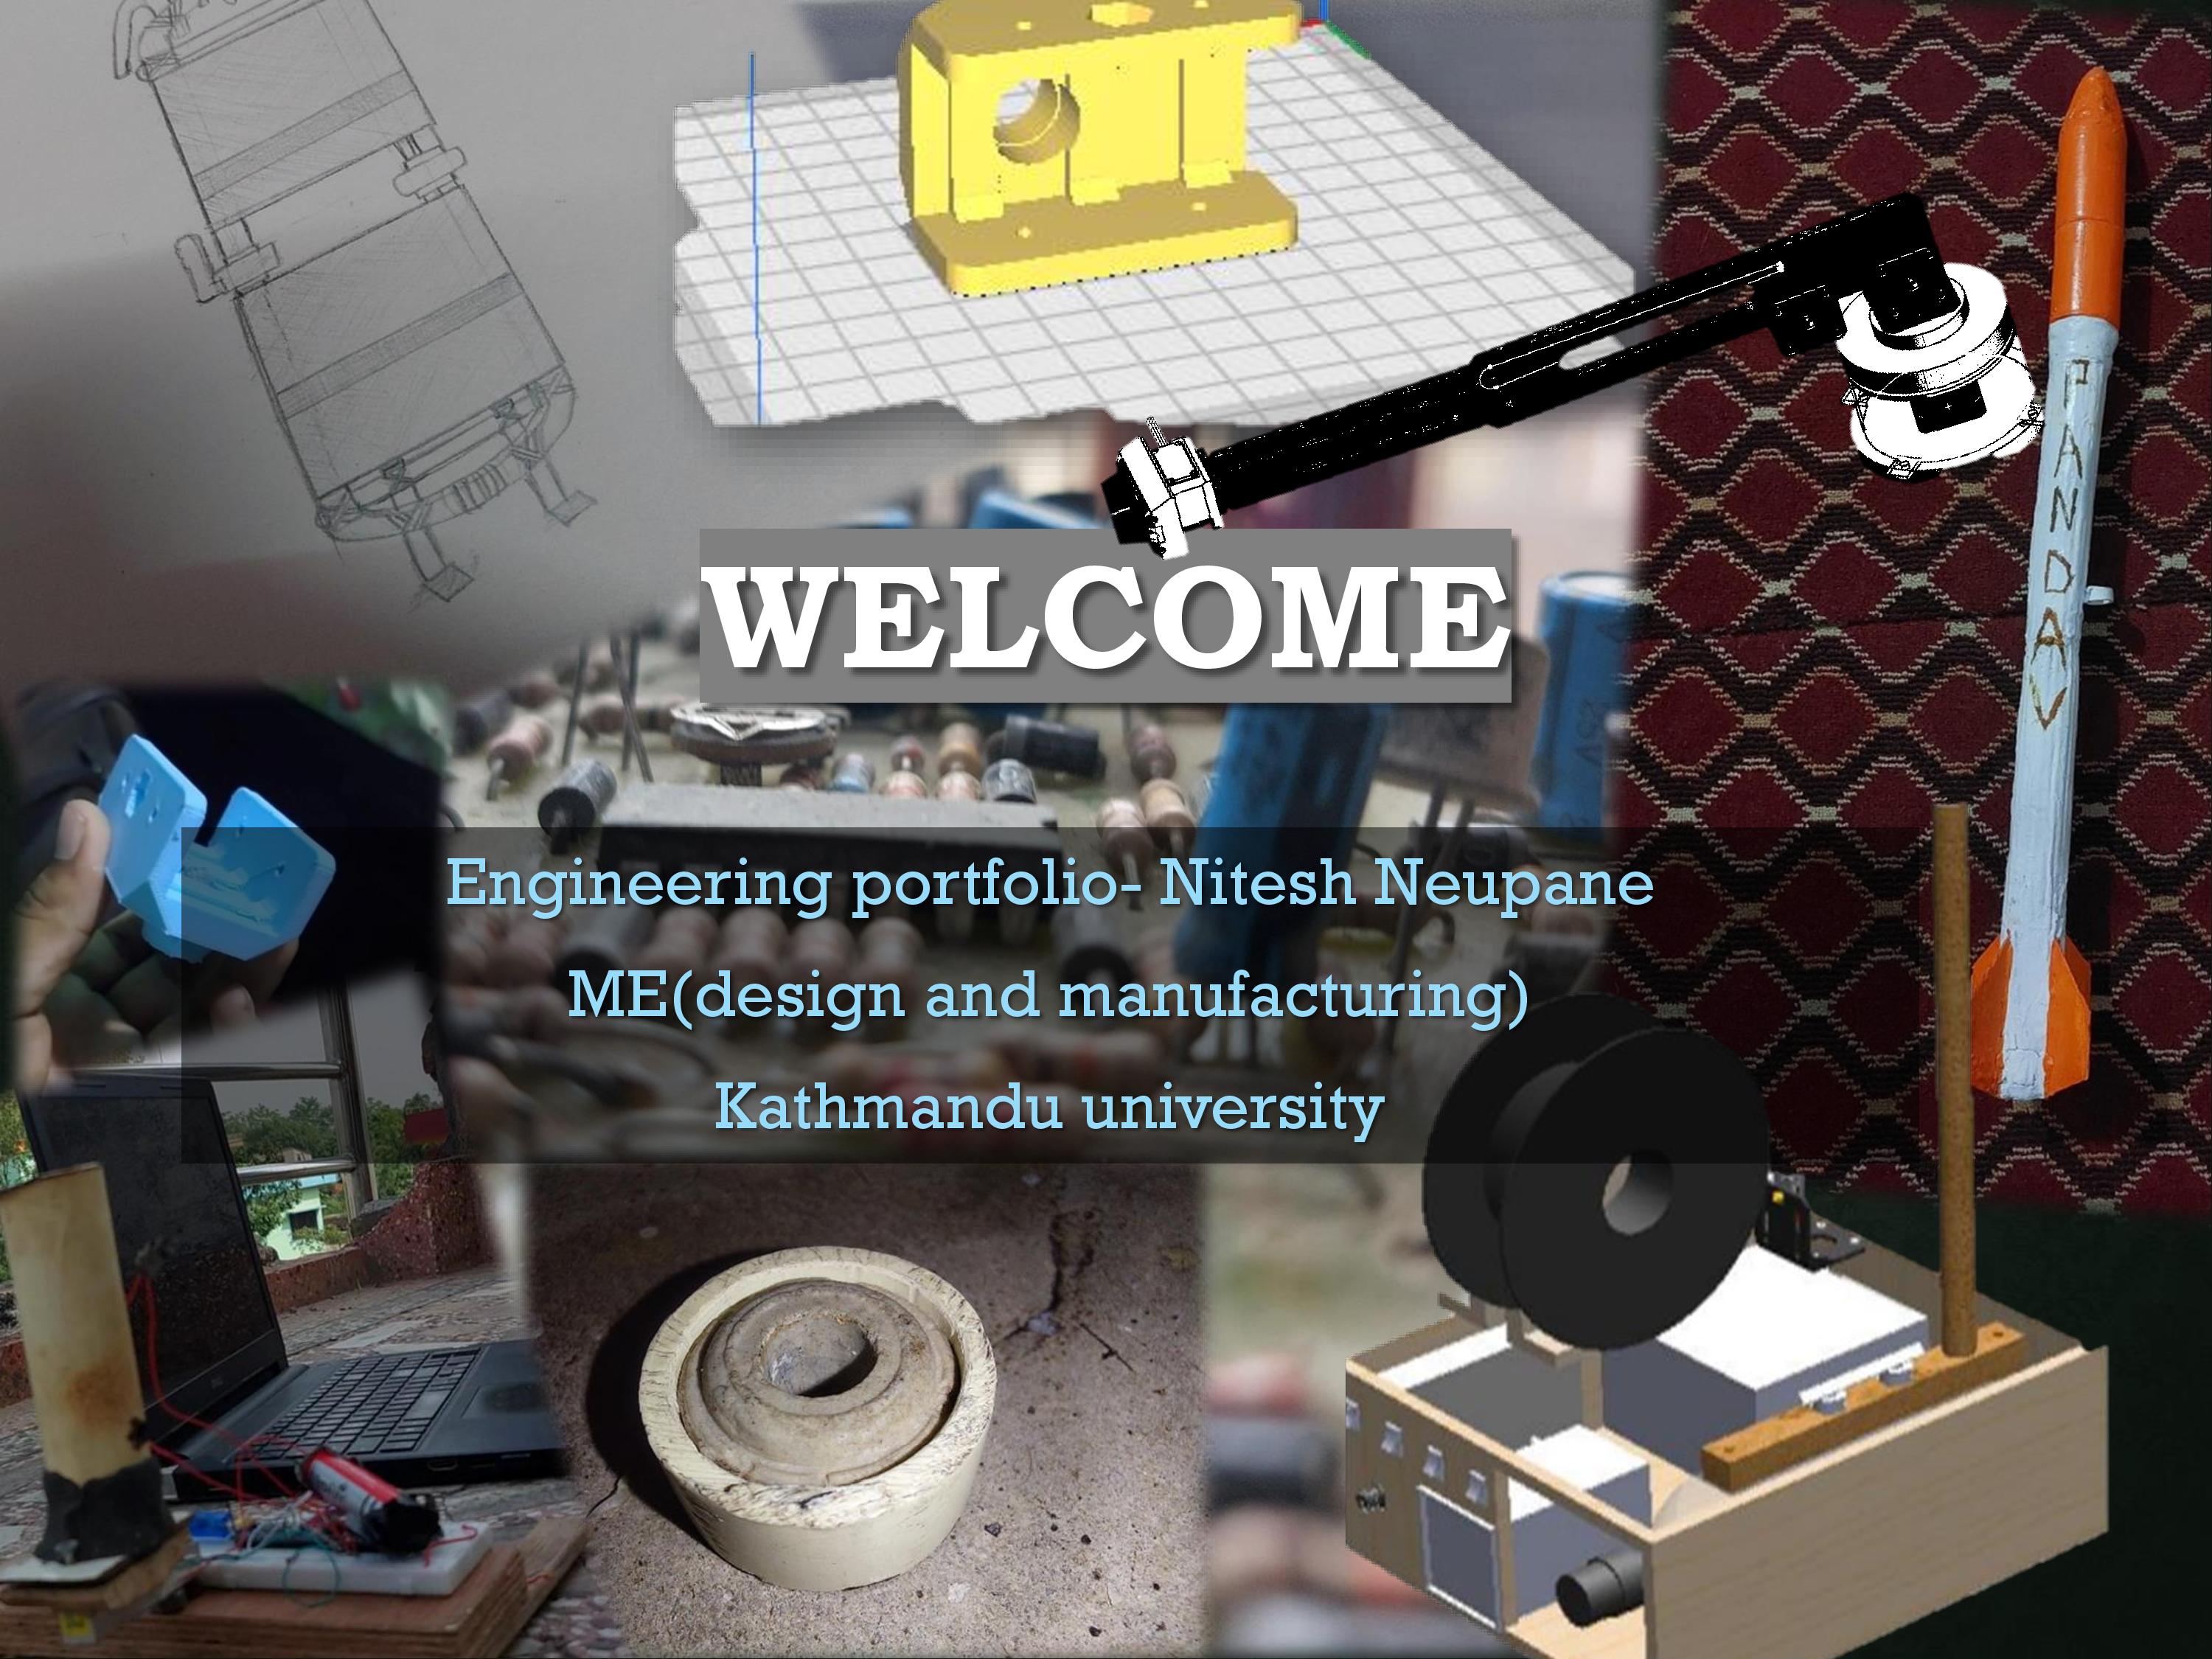 WELCOME
PANDAV
Engineering portfolio- Nitesh Neupane
ME(design and manufacturing)
Kathmandu university